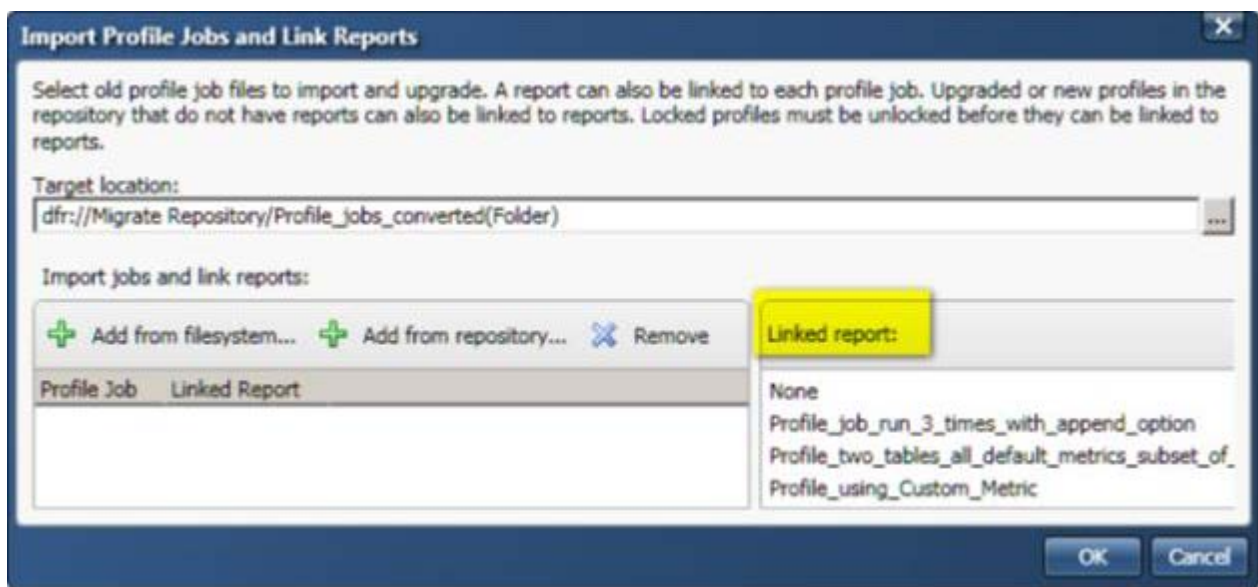 Import Profile Jobs and Link Reports
Select old profile job files to import and upgrade. A report can also be linked to each profile job. Upgraded or new profiles in the
repository that do not have reports can also be linked to reports. Locked profiles must be unlocked before they can be linked to
reports.
Target location:
dfr://Migrate Repository/Profile_jobs_converted(Folder)
...
Import jobs and link reports:
Add from filesystem... Add from repository... Remove
Profile Job Linked Report
Linked report:
None
Profile_job_run_3_times_with_append_option
Profile_two_tables_all_default_metrics_subset_of_
Profile_using_Custom_Metric
OK Cancel